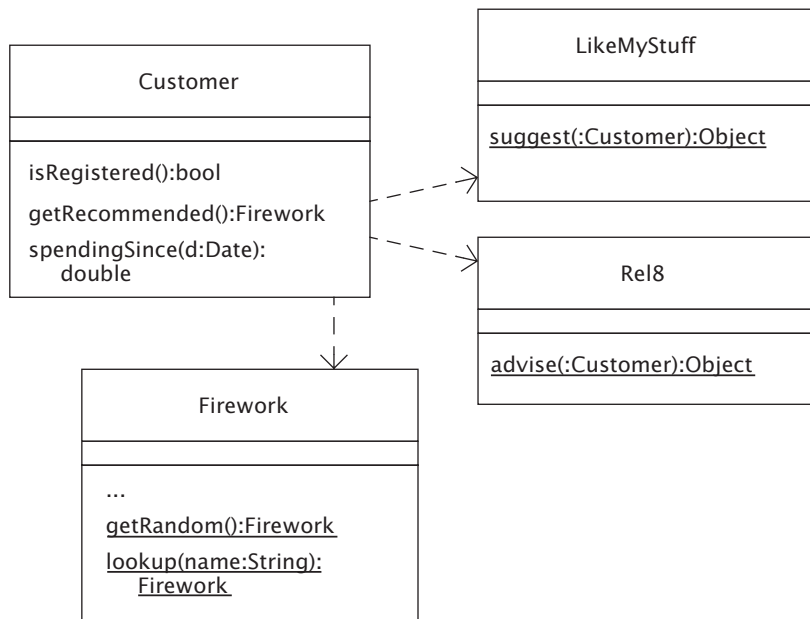 Customer
isRegistered():bool
getRecommended():Firework
spendingSince(d:Date):
double
LikeMyStuff
suggest(:Customer):Object
Rel8
advise(:Customer):Object
Firework
...
getRandom():Firework
lookup(name:String):
Firework